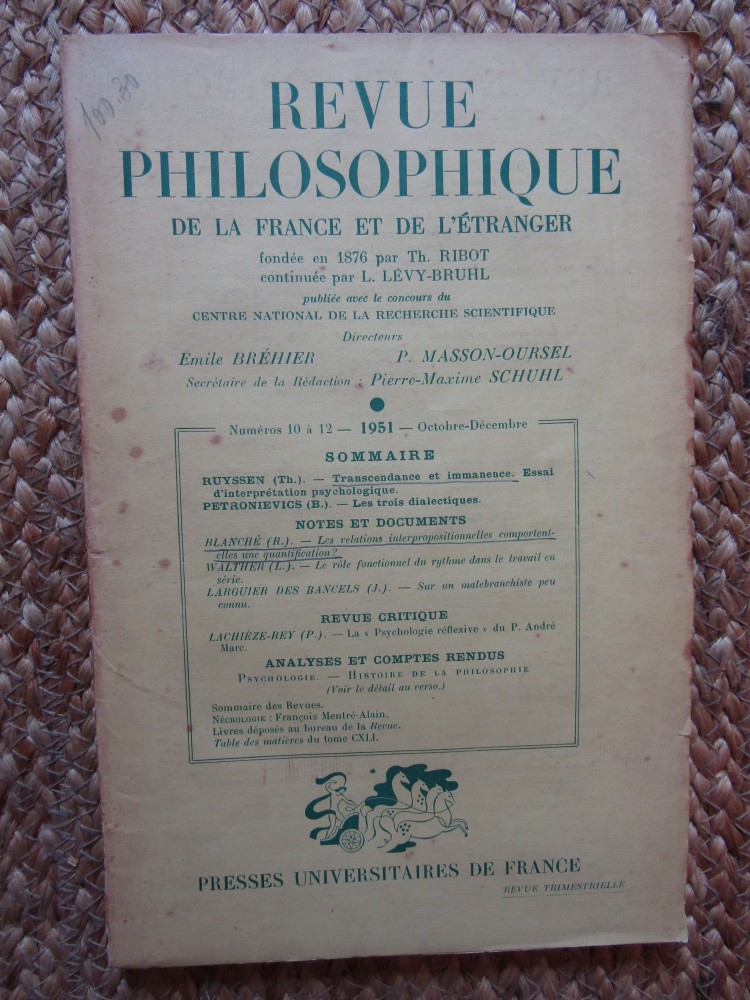 100.30
REVUE
PHILOSOPHIQUE
DE LA FRANCE ET DE L'ÉTRANGER
fondée en 1876 par Th. RIBOT
continuée par L. LÉVY-BRUHL
publiée avec le concours du
CENTRE NATIONAL DE LA RECHERCHE SCIENTIFIQUE
Directeurs
Emile BRÉHIER P. MASSON-OURSEL
Secrétaire de la Rédaction : Pierre-Maxime SCHUHL
Numéros 10 à 12 — 1951 — Octobre-Décembre
SOMMAIRE
RUYSSEN (Th.). — Transcendance et immanence. Essai
d'interprétation psychologique.
PETRONIEVICS (B.). — Les trois dialectiques.
NOTES ET DOCUMENTS
BLANCHÉ (R.). — Les relations interpropositionnelles comportent-
elles une quantification ?
WALTHER (L.). — Le rôle fonctionnel du rythme dans le travail en
série.
LARGUIER DES BANCELS (J.). — Sur un malebranchiste peu
connu.
REVUE CRITIQUE
LACHIÈZE-REY (P.). — La « Psychologie réflexive » du P. André
Marc.
ANALYSES ET COMPTES RENDUS
PSYCHOLOGIE. — HISTOIRE DE LA PHILOSOPHIE
(Voir le détail au verso.)
Sommaire des Revues.
NÉCROLOGIE : François Mentré-Alain.
Livres déposés au bureau de la Revue.
Table des matières du tome CXLI.
PRESSES UNIVERSITAIRES DE FRANCE
REVUE TRIMESTRIELLE